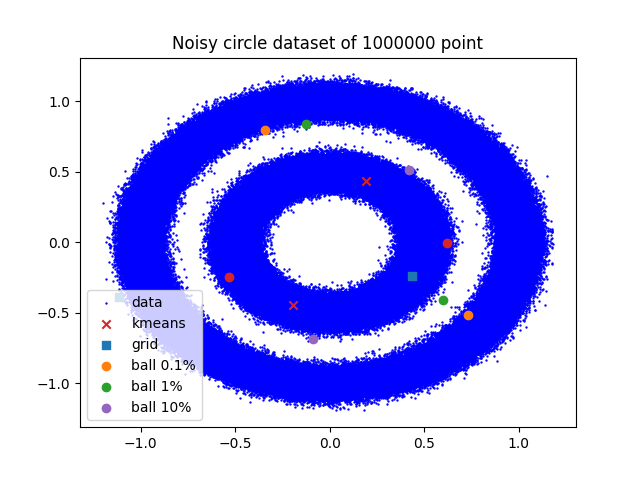 Noisy circle dataset of 1000000 point
1.0
0.5
0.0
−0.5
−1.0
data
kmeans
grid
ball 0.1%
ball 1%
ball 10%
−1.0 −0.5 0.0 0.5 1.0